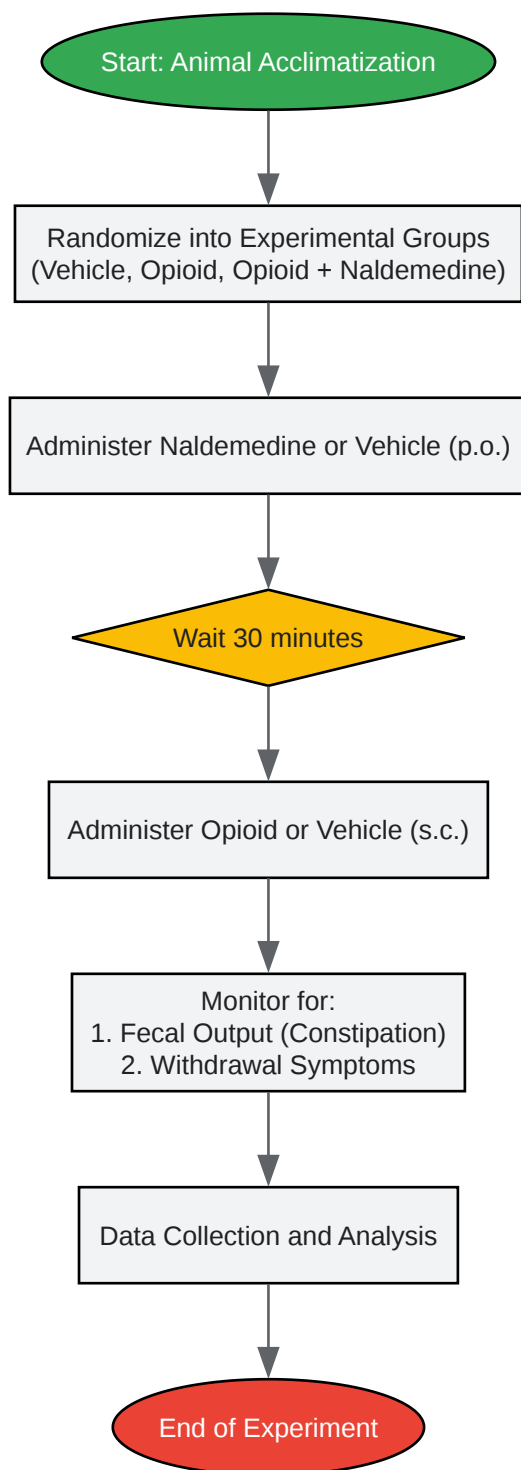 Start: Animal Acclimatization
Randomize into Experimental Groups
(Vehicle, Opioid, Opioid + Naldemedine)
Administer Naldemedine or Vehicle (p.o.)
Wait 30 minutes
Administer Opioid or Vehicle (s.c.)
Monitor for:
1. Fecal Output (Constipation)
2. Withdrawal Symptoms
Data Collection and Analysis
End of Experiment